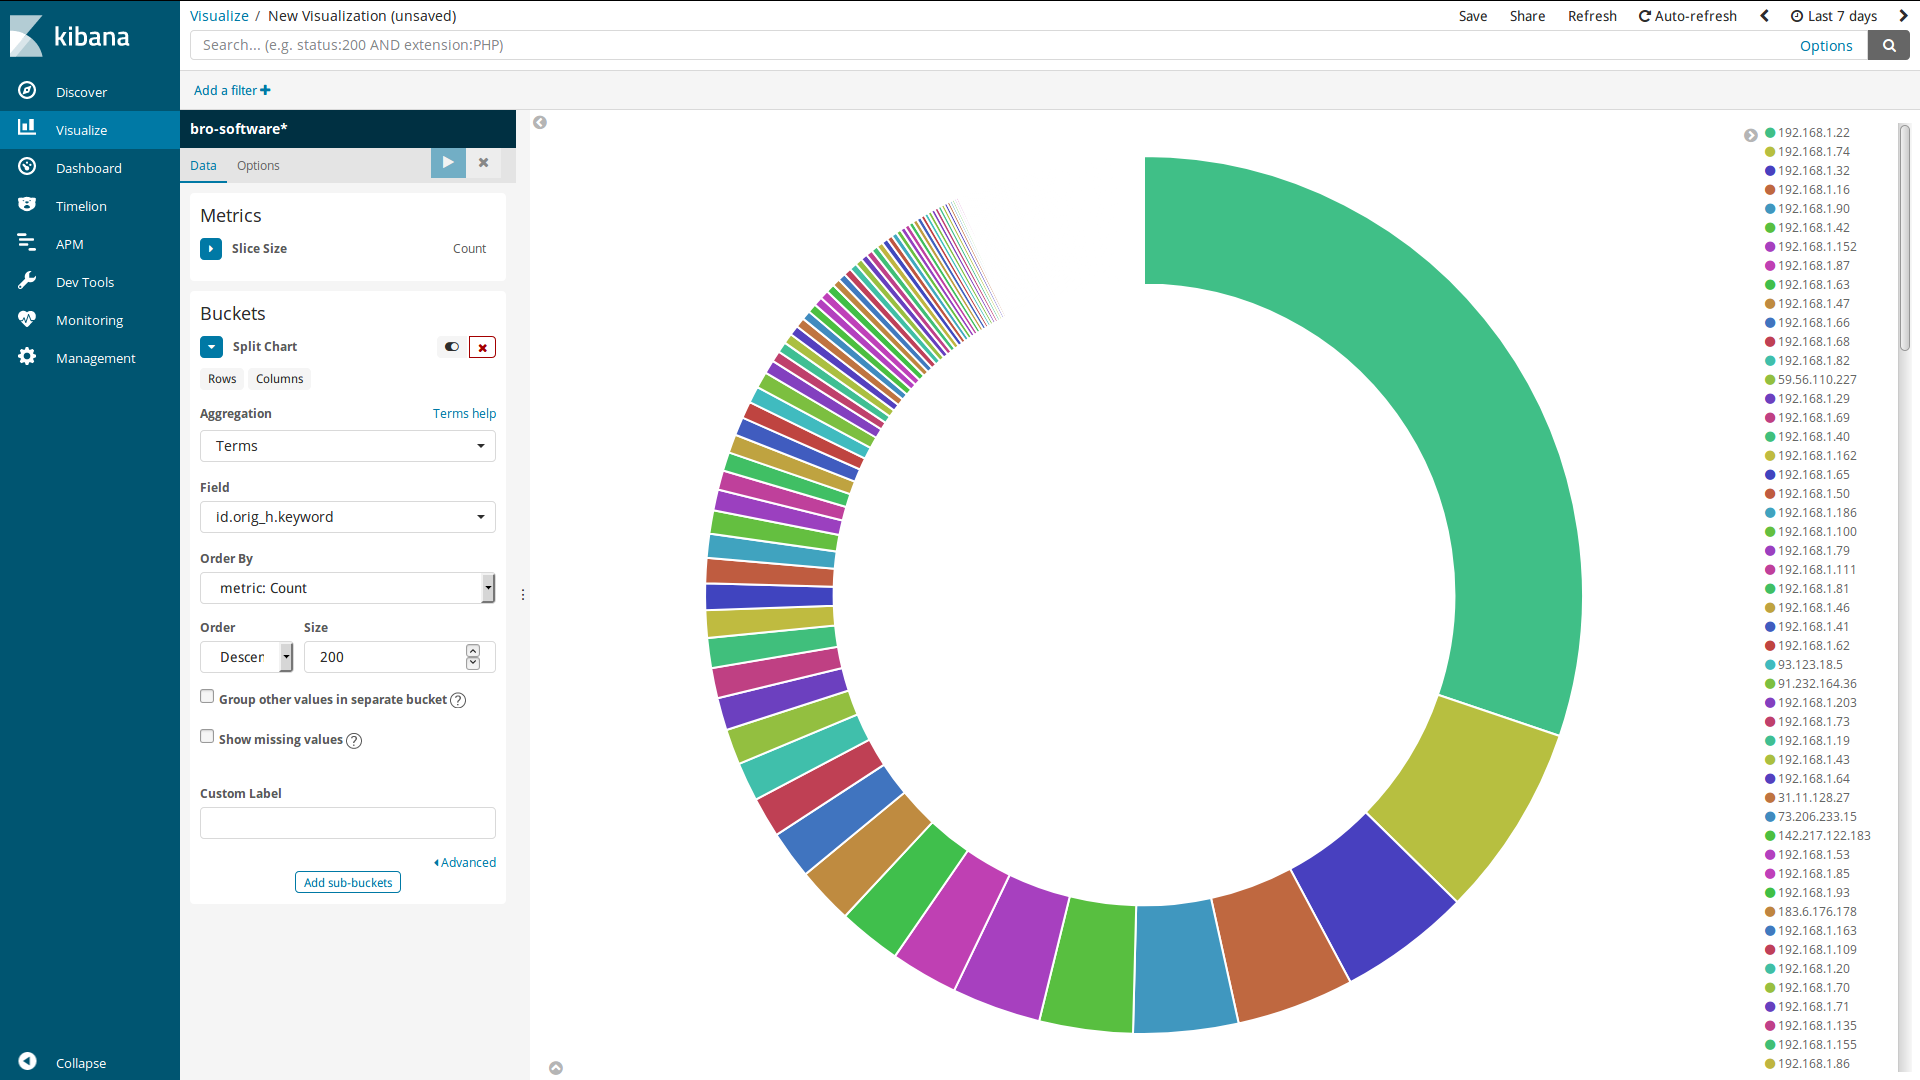 kibana
Discover
Visualize
Dashboard
Timelion
APM
Dev Tools
Monitoring
Management
Collapse
Visualize / New Visualization (unsaved)
Save Share Refresh Auto-refresh Last 7 days
Search... (e.g. status:200 AND extension:PHP)
Options
Add a filter
bro-software*
Data Options
Metrics
Slice Size Count
Buckets
Split Chart
Rows Columns
Aggregation Terms help
Terms
Field
id.orig_h.keyword
Order By
metric: Count
Order Size
Descer 200
Group other values in separate bucket ?
Show missing values ?
Custom Label
Advanced
Add sub-buckets
192.168.1.22
192.168.1.74
192.168.1.32
192.168.1.16
192.168.1.90
192.168.1.42
192.168.1.152
192.168.1.87
192.168.1.63
192.168.1.47
192.168.1.66
192.168.1.68
192.168.1.82
59.56.110.227
192.168.1.29
192.168.1.69
192.168.1.40
192.168.1.162
192.168.1.65
192.168.1.50
192.168.1.186
192.168.1.100
192.168.1.79
192.168.1.111
192.168.1.81
192.168.1.46
192.168.1.41
192.168.1.62
93.123.18.5
91.232.164.36
192.168.1.203
192.168.1.73
192.168.1.19
192.168.1.43
192.168.1.64
31.11.128.27
73.206.233.15
142.217.122.183
192.168.1.53
192.168.1.85
192.168.1.93
183.6.176.178
192.168.1.163
192.168.1.109
192.168.1.20
192.168.1.70
192.168.1.71
192.168.1.135
192.168.1.155
192.168.1.86